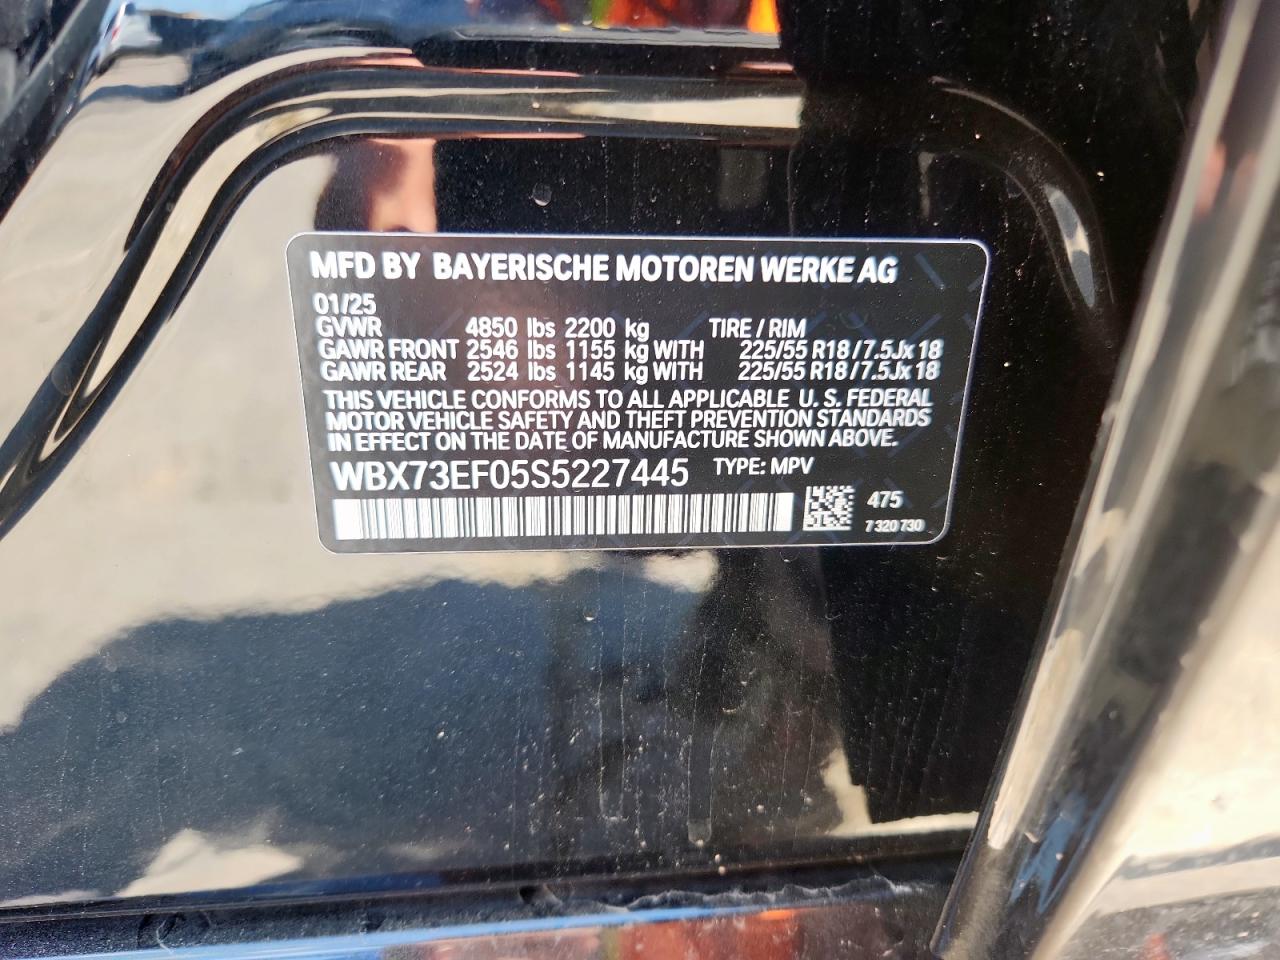 MFD BY BAYERISCHE MOTOREN WERKE AG
01/25
GVWR 4850 lbs 2200 kg TIRE / RIM
GAWR FRONT 2546 lbs 1155 kg WITH 225/55 R18 / 7.5Jx 18
GAWR REAR 2524 lbs 1145 kg WITH 225/55 R18 / 7.5Jx 18
THIS VEHICLE CONFORMS TO ALL APPLICABLE U. S. FEDERAL
MOTOR VEHICLE SAFETY AND THEFT PREVENTION STANDARDS
IN EFFECT ON THE DATE OF MANUFACTURE SHOWN ABOVE.
WBX73EF05S5227445 TYPE: MPV
475
7 320 730